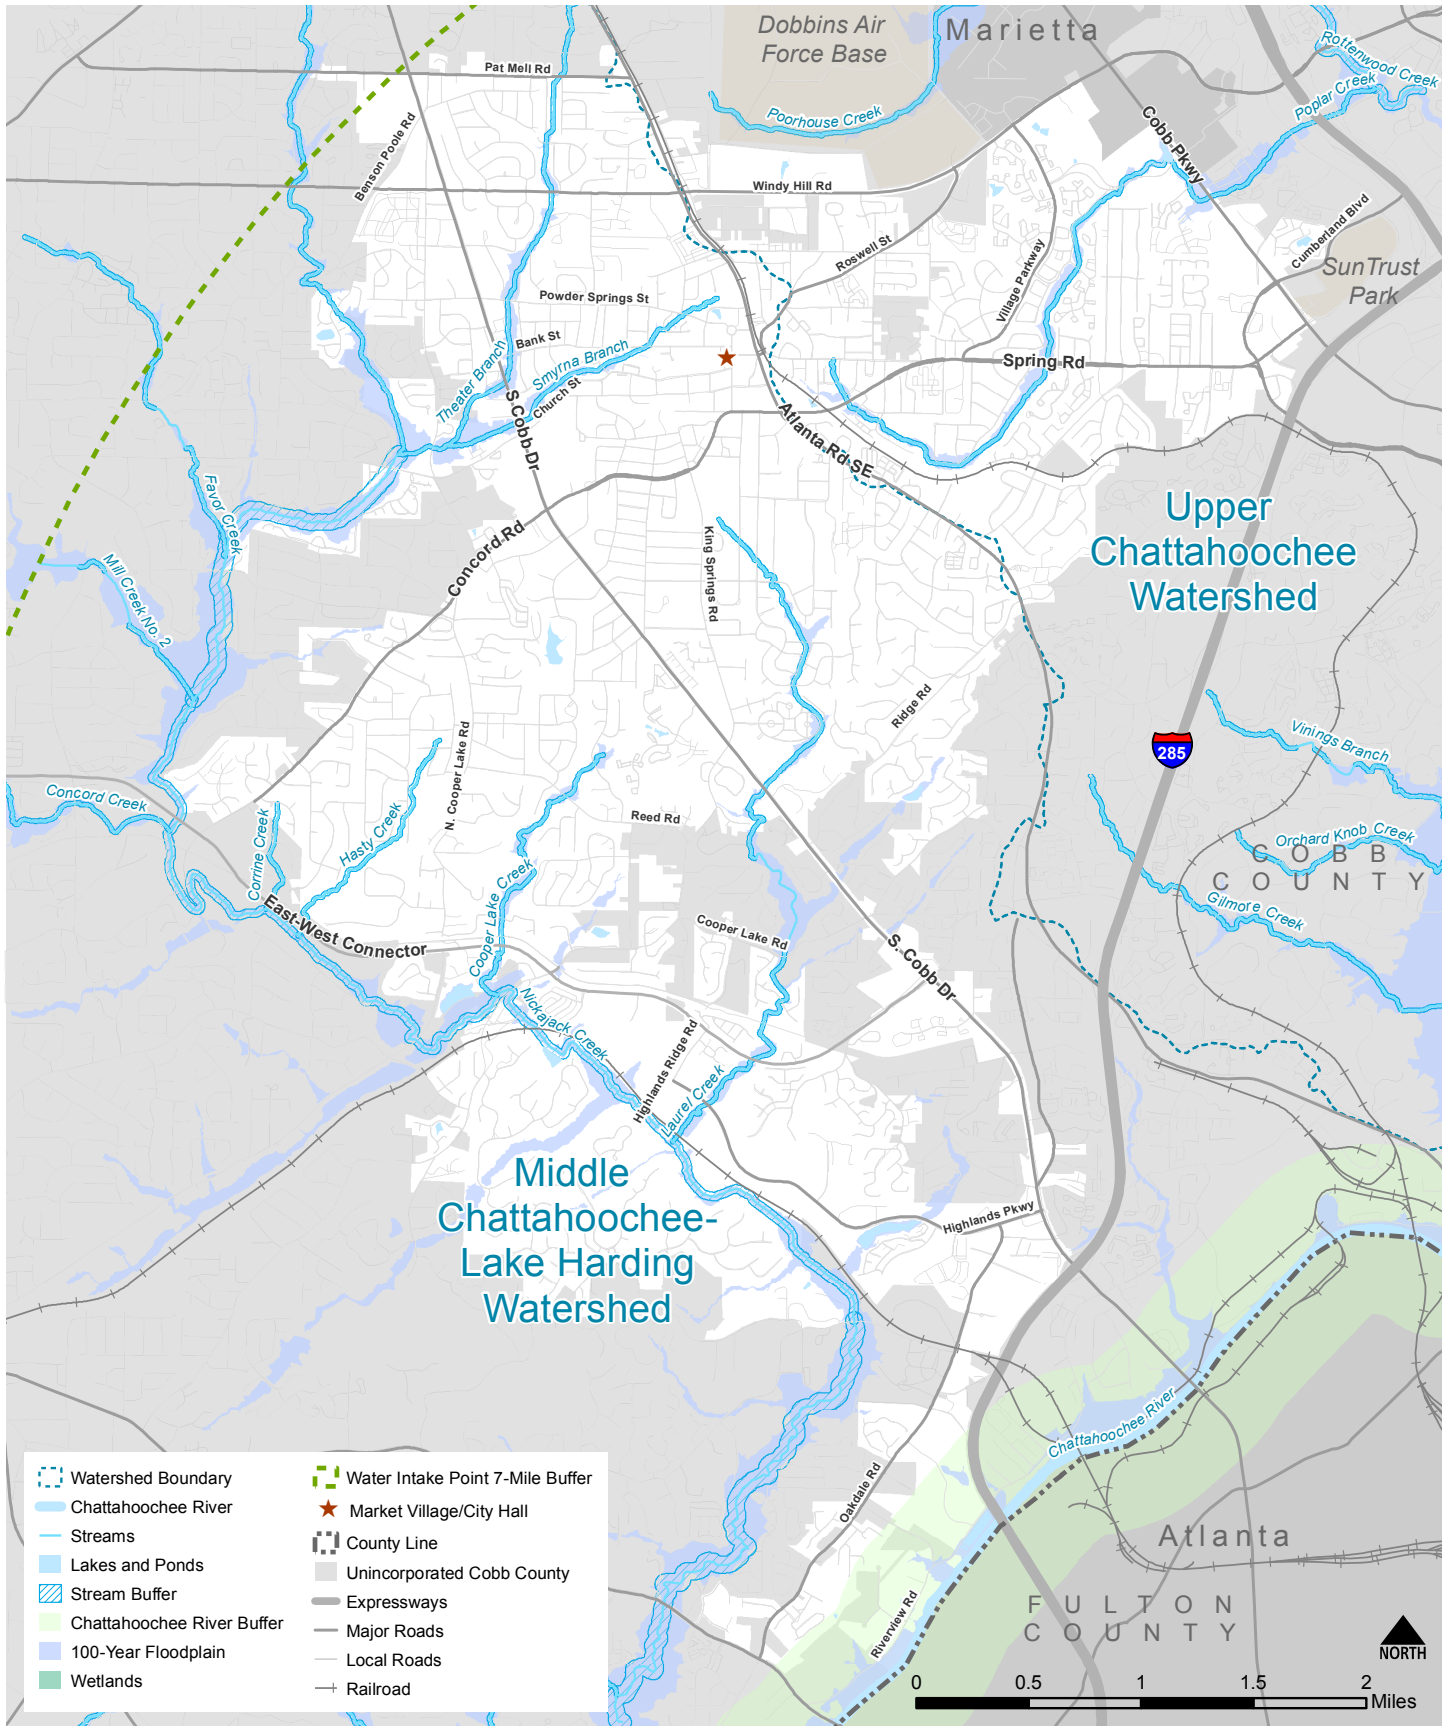 Dobbins Air
Force Base
Marietta
Rottenwood Creek
Poplar Creek
Pat Mell Rd
Poorhouse Creek
Cobb Pkwy
Benson Poole Rd
Windy Hill Rd
Cumberland Blvd
Roswell St
Village Parkway
SunTrust
Park
Powder Springs St
Bank St
Smyrna Branch
Theater Branch
Church St
Spring Rd
S Cobb Dr
Atlanta Rd SE
Favor Creek
Upper
Chattahoochee
Watershed
Concord Rd
King Springs Rd
Mill Creek No. 2
Ridge Rd
N. Cooper Lake Rd
285
Vinings Branch
Concord Creek
Corrine Creek
Hasty Creek
Reed Rd
Orchard Knob Creek
COBB
COUNTY
Gilmore Creek
Cooper Lake Creek
East-West Connector
Cooper Lake Rd
S. Cobb Dr
Nickajack Creek
Highlands Ridge Rd
Laurel Creek
Middle
Chattahoochee-
Lake Harding
Watershed
Highlands Pkwy
Chattahoochee River
Oakdale Rd
Atlanta
Riverview Rd
FULTON
COUNTY
NORTH
Watershed Boundary
Chattahoochee River
Streams
Lakes and Ponds
Stream Buffer
Chattahoochee River Buffer
100-Year Floodplain
Wetlands
Water Intake Point 7-Mile Buffer
Market Village/City Hall
County Line
Unincorporated Cobb County
Expressways
Major Roads
Local Roads
Railroad
0 0.5 1 1.5 2
Miles